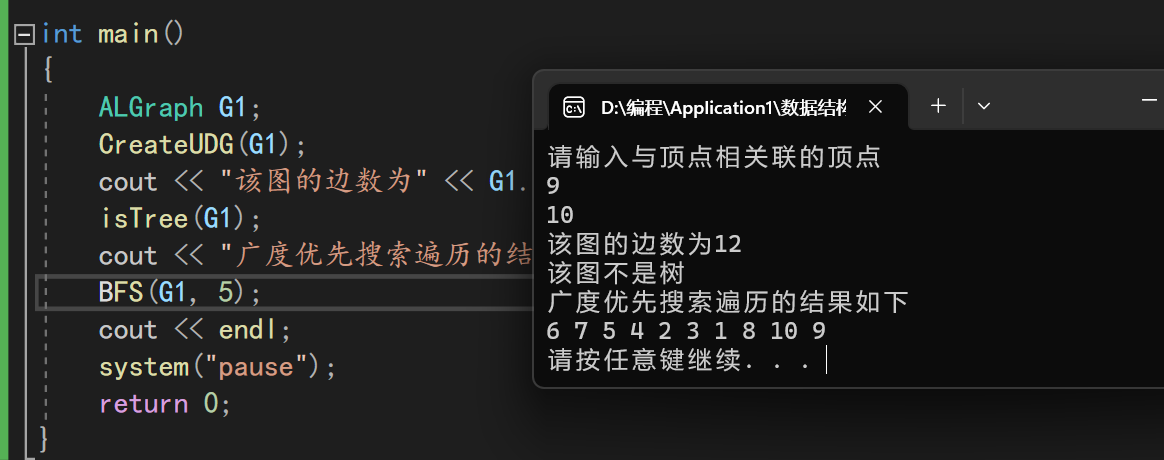 int main()
{
ALGraph G1;
CreateUDG(G1);
cout << "该图的边数为" << G1.
isTree(G1);
cout << "广度优先搜索遍历的结
BFS(G1, 5);
cout << endl;
system("pause");
return 0;
}
D:\编程\Application1\数据结构
请输入与顶点相关联的顶点
9
10
该图的边数为12
该图不是树
广度优先搜索遍历的结果如下
6 7 5 4 2 3 1 8 10 9
请按任意键继续. . .